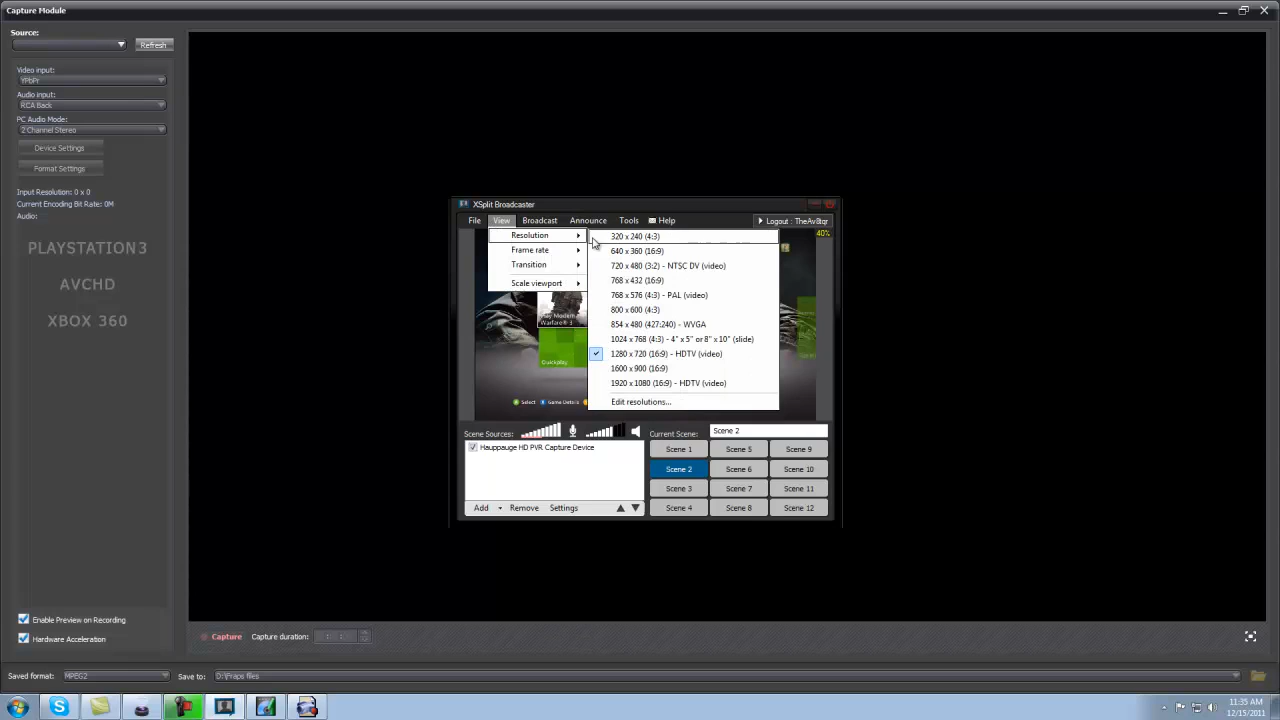 Capture Module
Source:
Refresh
Video input:
YPbPr
Audio input:
RCA Back
PC Audio Mode:
2 Channel Stereo
Device Settings
Format Settings
Input Resolution: 0 x 0
Current Encoding Bit Rate: 0M
Audio:
PLAYSTATION3
AVCHD
XBOX 360
Enable Preview on Recording
Hardware Acceleration
XSplit Broadcaster
File View Broadcast Announce Tools Help
Resolution
Frame rate
Transition
Scale viewport
320 x 240 (4:3)
640 x 360 (16:9)
720 x 480 (3:2) - NTSC DV (video)
768 x 432 (16:9)
768 x 576 (4:3) - PAL (video)
800 x 600 (4:3)
854 x 480 (427:240) - WVGA
1024 x 768 (4:3) - 4" x 5" or 8" x 10" (slide)
1280 x 720 (16:9) - HDTV (video)
1600 x 900 (16:9)
1920 x 1080 (16:9) - HDTV (video)
Edit resolutions...
40%
Play Modern
Warfare® 3
Quickplay
Select Game Details
Scene Sources:
Hauppauge HD PVR Capture Device
Add Remove Settings
Current Scene: Scene 2
Scene 1 Scene 5 Scene 9
Scene 2 Scene 6 Scene 10
Scene 3 Scene 7 Scene 11
Scene 4 Scene 8 Scene 12
Capture Capture duration:
Saved format: MPEG2 Save to: D:\Fraps files
11:35 AM
12/15/2011